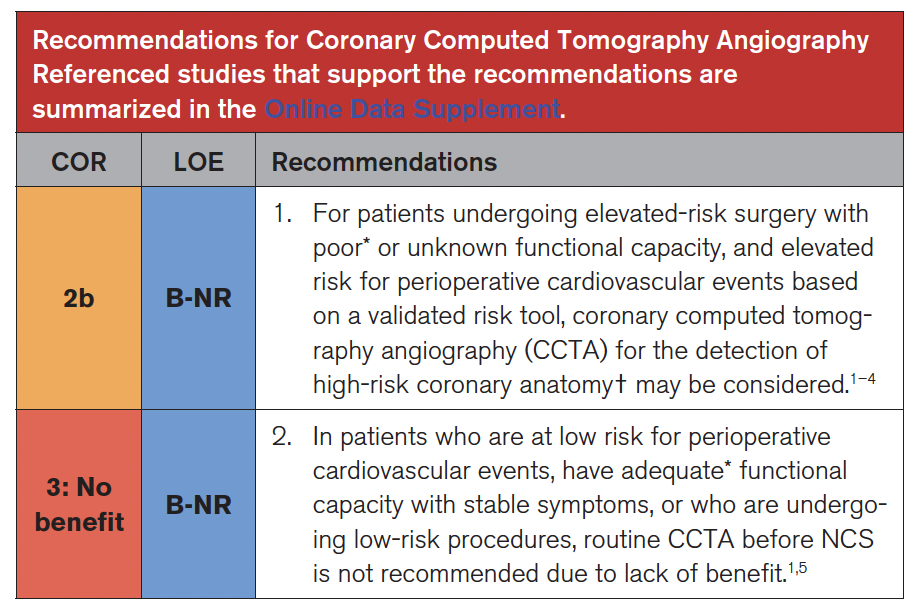 Recommendations for Coronary Computed Tomography Angiography
Referenced studies that support the recommendations are
summarized in the Online Data Supplement.
COR LOE Recommendations
2b
B-NR
1. For patients undergoing elevated-risk surgery with
poor* or unknown functional capacity, and elevated
risk for perioperative cardiovascular events based
on a validated risk tool, coronary computed tomog-
raphy angiography (CCTA) for the detection of
high-risk coronary anatomy† may be considered.1–4
3: No
benefit
B-NR
2. In patients who are at low risk for perioperative
cardiovascular events, have adequate* functional
capacity with stable symptoms, or who are undergo-
ing low-risk procedures, routine CCTA before NCS
is not recommended due to lack of benefit.1,5